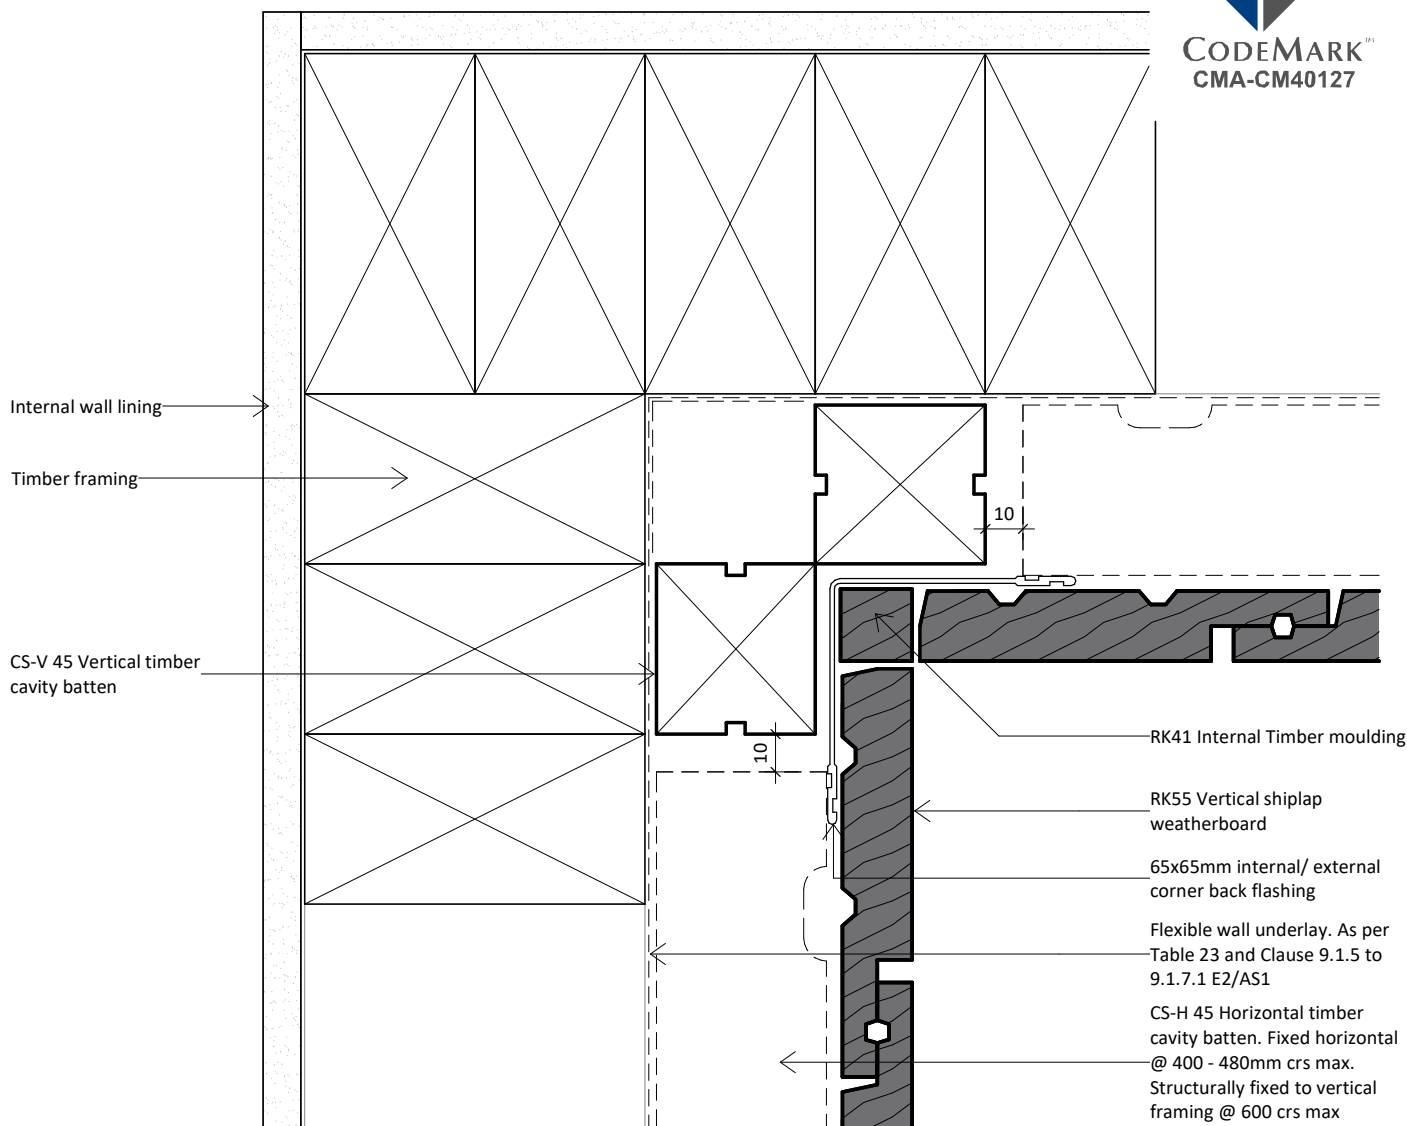 CODEMARK™
CMA-CM40127
Internal wall lining
Timber framing
10
CS-V 45 Vertical timber
cavity batten
10
RK41 Internal Timber moulding
RK55 Vertical shiplap
weatherboard
65x65mm internal/ external
corner back flashing
Flexible wall underlay. As per
Table 23 and Clause 9.1.5 to
9.1.7.1 E2/AS1
CS-H 45 Horizontal timber
cavity batten. Fixed horizontal
@ 400 - 480mm crs max.
Structurally fixed to vertical
framing @ 600 crs max